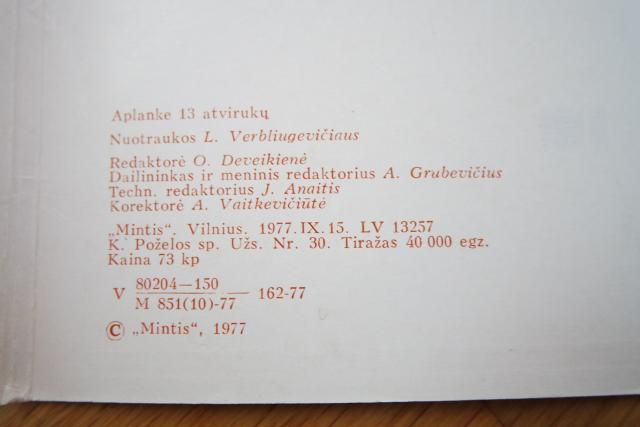 Aplanke 13 atvirukų
Nuotraukos L. Verbliugevičiaus
Redaktorė O. Deveikienė
Dailininkas ir meninis redaktorius A. Grubevičius
Techn. redaktorius J. Anaitis
Korektorė A. Vaitkevičiūtė
„Mintis“. Vilnius. 1977.IX.15. LV 13257
K. Poželos sp. Užs. Nr. 30. Tiražas 40 000 egz.
Kaina 73 kp
V 80204—150 — 162-77
M 851(10)-77
© „Mintis“, 1977